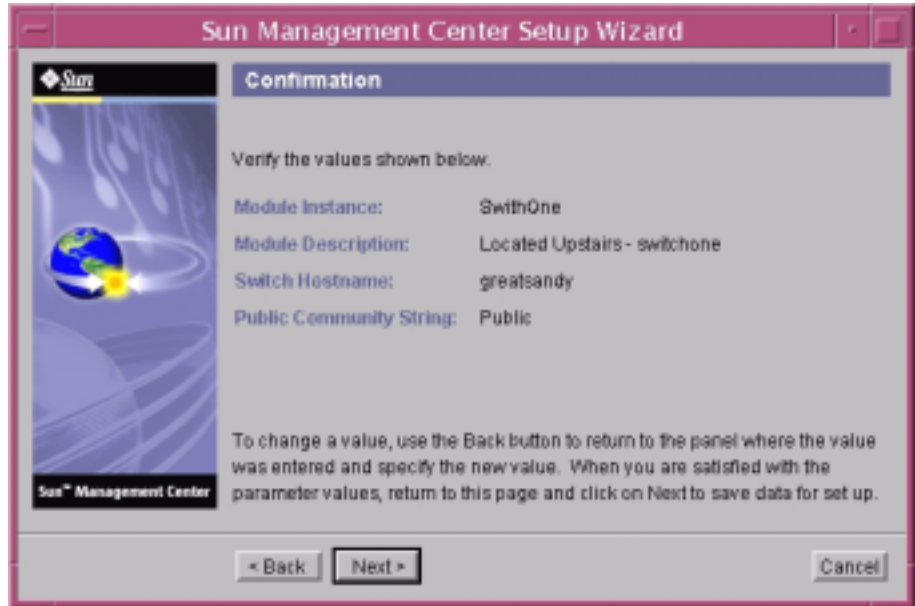 Sun Management Center Setup Wizard
Sun
Confirmation
Verify the values shown below.
Module Instance: SwithOne
Module Description: Located Upstairs - switchone
Switch Hostname: greatsandy
Public Community String: Public
To change a value, use the Back button to return to the panel where the value
was entered and specify the new value. When you are satisfied with the
parameter values, return to this page and click on Next to save data for set up.
Sun™ Management Center
< Back Next > Cancel